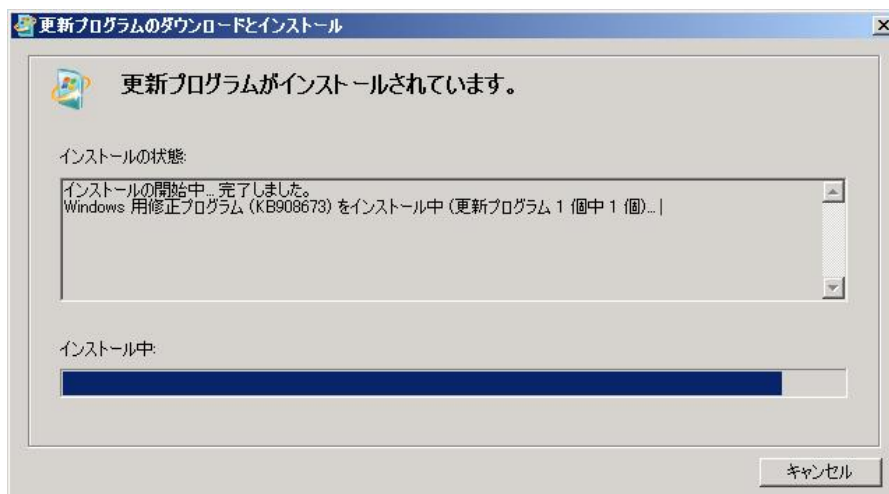 更新プログラムのダウンロードとインストール
更新プログラムがインストールされています。
インストールの状態:
インストールの開始中... 完了しました。
Windows 用修正プログラム (KB908673) をインストール中 (更新プログラム 1 個中 1 個)...
インストール中:
キャンセル